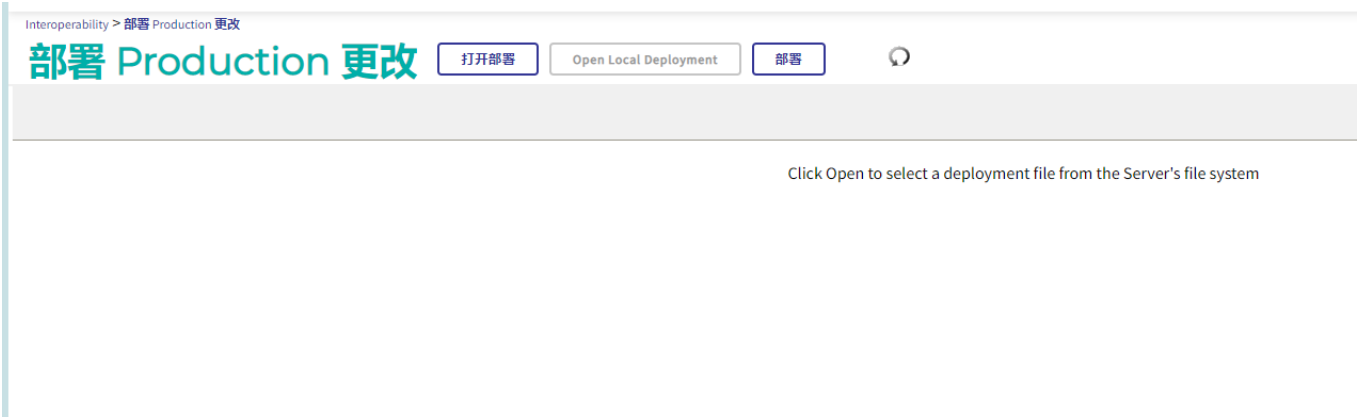 Interoperability > 部署 Production 更改
部署 Production 更改 打开部署 Open Local Deployment 部署
Click Open to select a deployment file from the Server's file system